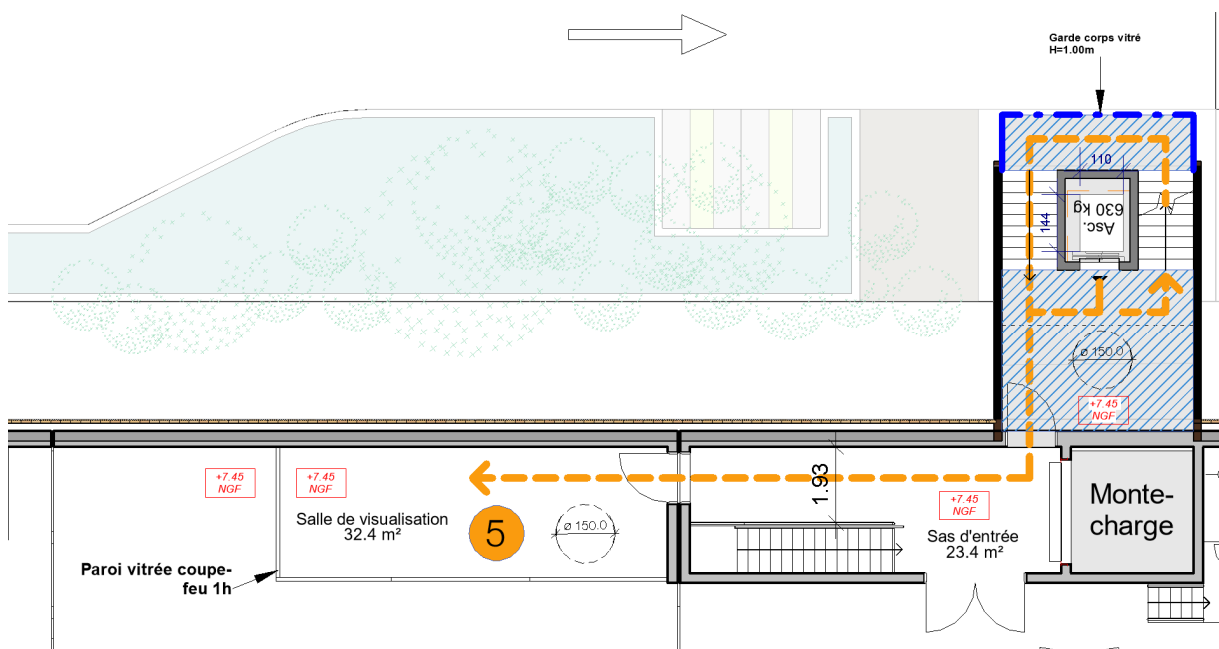 Garde corps vitré
H=1.00m
110
144
Asc.
630 kg
ø 150.0
+7.45
NGF
+7.45
NGF
+7.45
NGF
Salle de visualisation
32.4 m²
5
ø 150.0
1.93
+7.45
NGF
Sas d'entrée
23.4 m²
Monte-
charge
Paroi vitrée coupe-
feu 1h